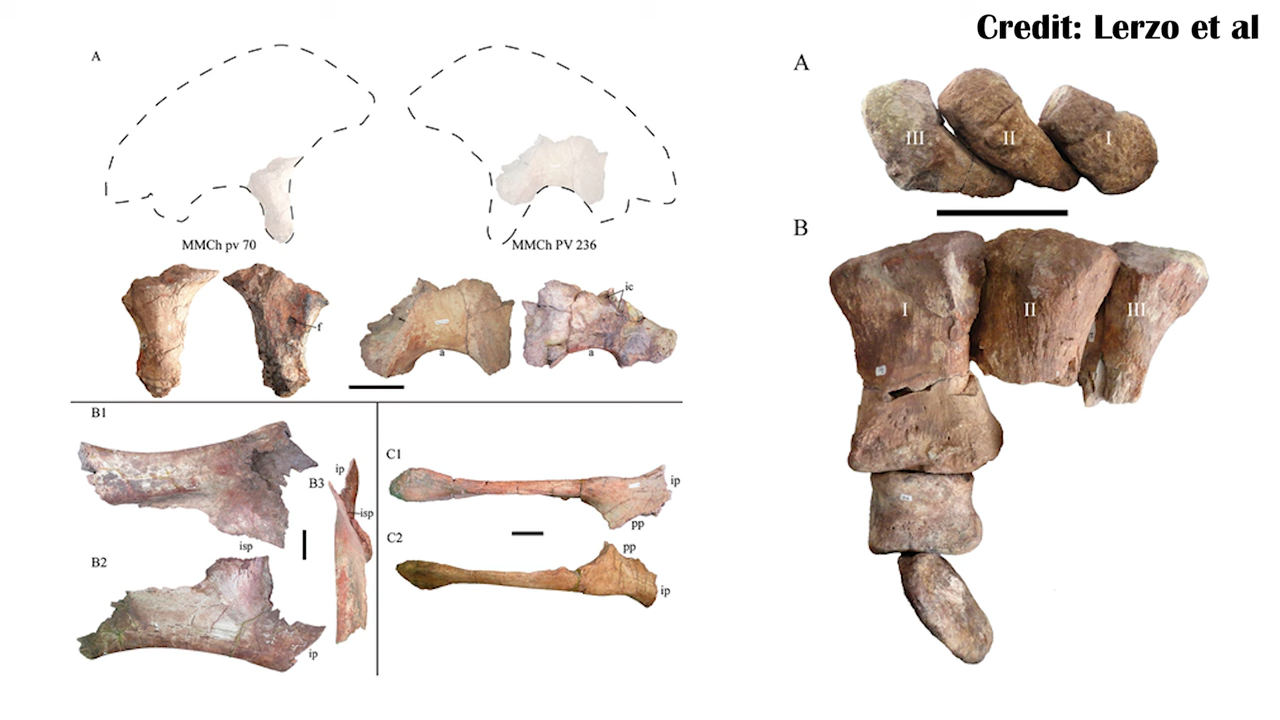 Credit: Lerzo et al
A
MMCh pv 70
MMCh PV 236
f
a
ic
a
B1
isp
B2
ip
B3
ip
isp
C1
ip
pp
C2
pp
ip
A
III
II
I
B
I
II
III